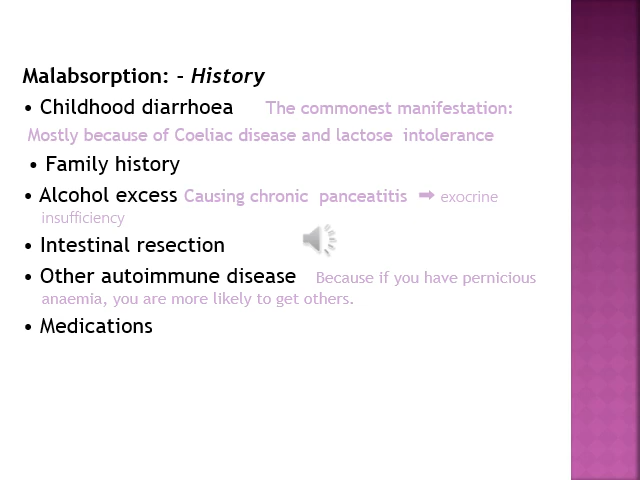 Malabsorption: – History
• Childhood diarrhoea The commonest manifestation:
Mostly because of Coeliac disease and lactose intolerance
• Family history
• Alcohol excess Causing chronic panceatitis ➡ exocrine
insufficiency
• Intestinal resection
• Other autoimmune disease Because if you have pernicious
anaemia, you are more likely to get others.
• Medications